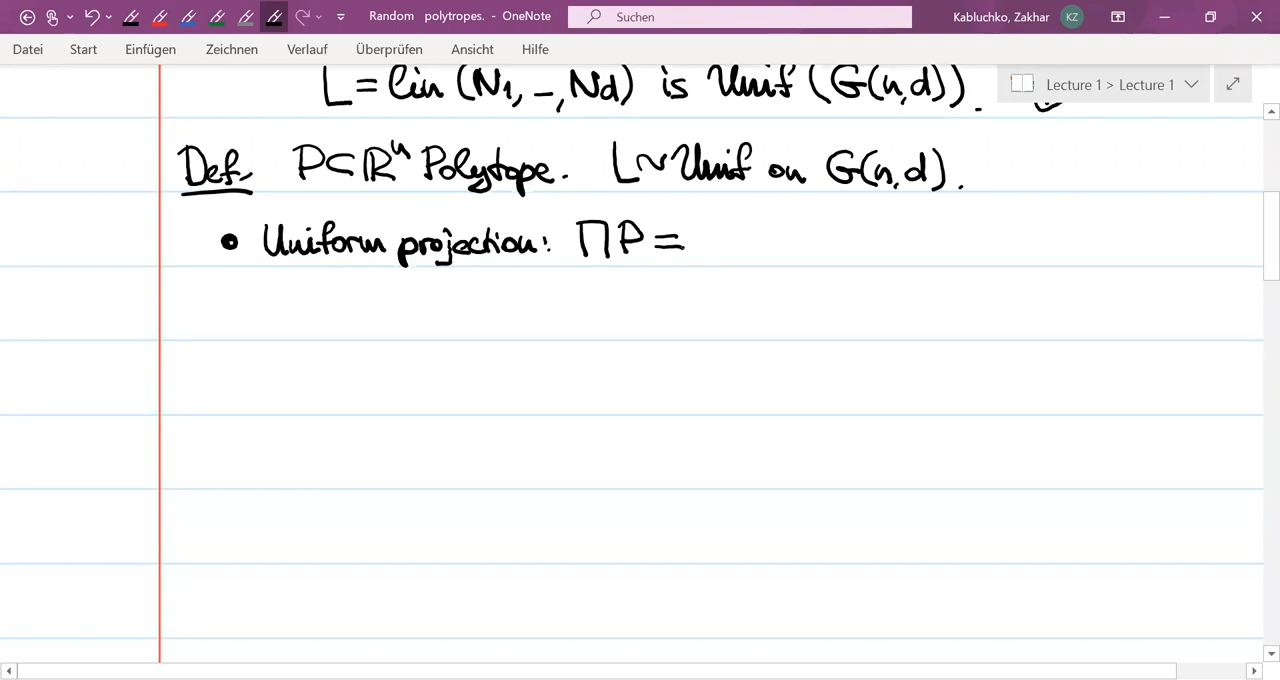 Random polytopes. - OneNote
Suchen
Kabluchko, Zakhar
KZ
Datei Start Einfügen Zeichnen Verlauf Überprüfen Ansicht Hilfe
L = lin (N1, –, Nd) is Unif (G(n,d)).
Lecture 1 > Lecture 1
Def. P⊂ℝⁿ Polytope. L ~ Unif on G(n,d).
• Uniform projection: ΠP =